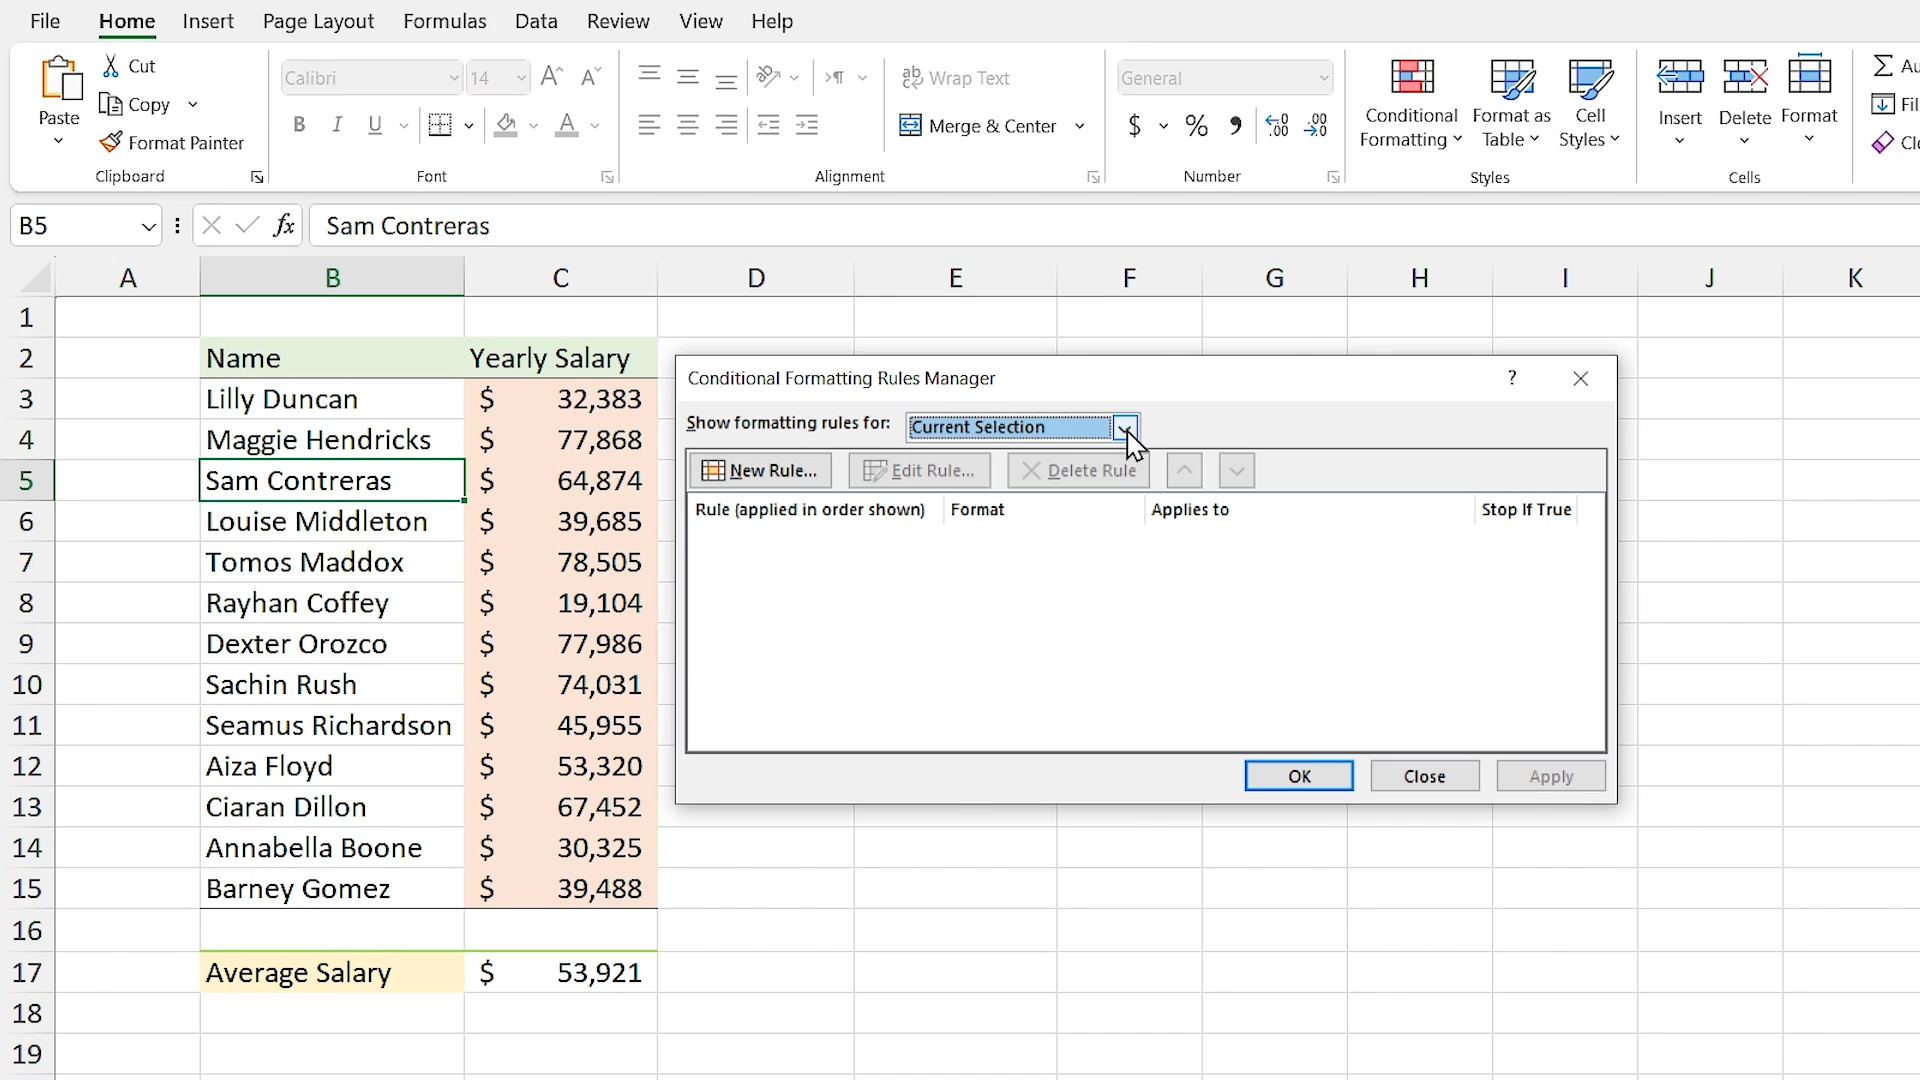 File Home Insert Page Layout Formulas Data Review View Help
Paste
Cut
Copy
Format Painter
Clipboard
Calibri 14
B I U
Font
ab Wrap Text
Merge & Center
Alignment
General
$ % 9
Number
Conditional Formatting
Format as Table
Cell Styles
Styles
Insert Delete Format
Cells
B5 fx Sam Contreras
A B C D E F G H I J K
1
2 Name Yearly Salary
3 Lilly Duncan $ 32,383
4 Maggie Hendricks $ 77,868
5 Sam Contreras $ 64,874
6 Louise Middleton $ 39,685
7 Tomos Maddox $ 78,505
8 Rayhan Coffey $ 19,104
9 Dexter Orozco $ 77,986
10 Sachin Rush $ 74,031
11 Seamus Richardson $ 45,955
12 Aiza Floyd $ 53,320
13 Ciaran Dillon $ 67,452
14 Annabella Boone $ 30,325
15 Barney Gomez $ 39,488
16
17 Average Salary $ 53,921
18
19
Conditional Formatting Rules Manager ?
Show formatting rules for: Current Selection
New Rule... Edit Rule... Delete Rule
Rule (applied in order shown) Format Applies to Stop If True
OK Close Apply